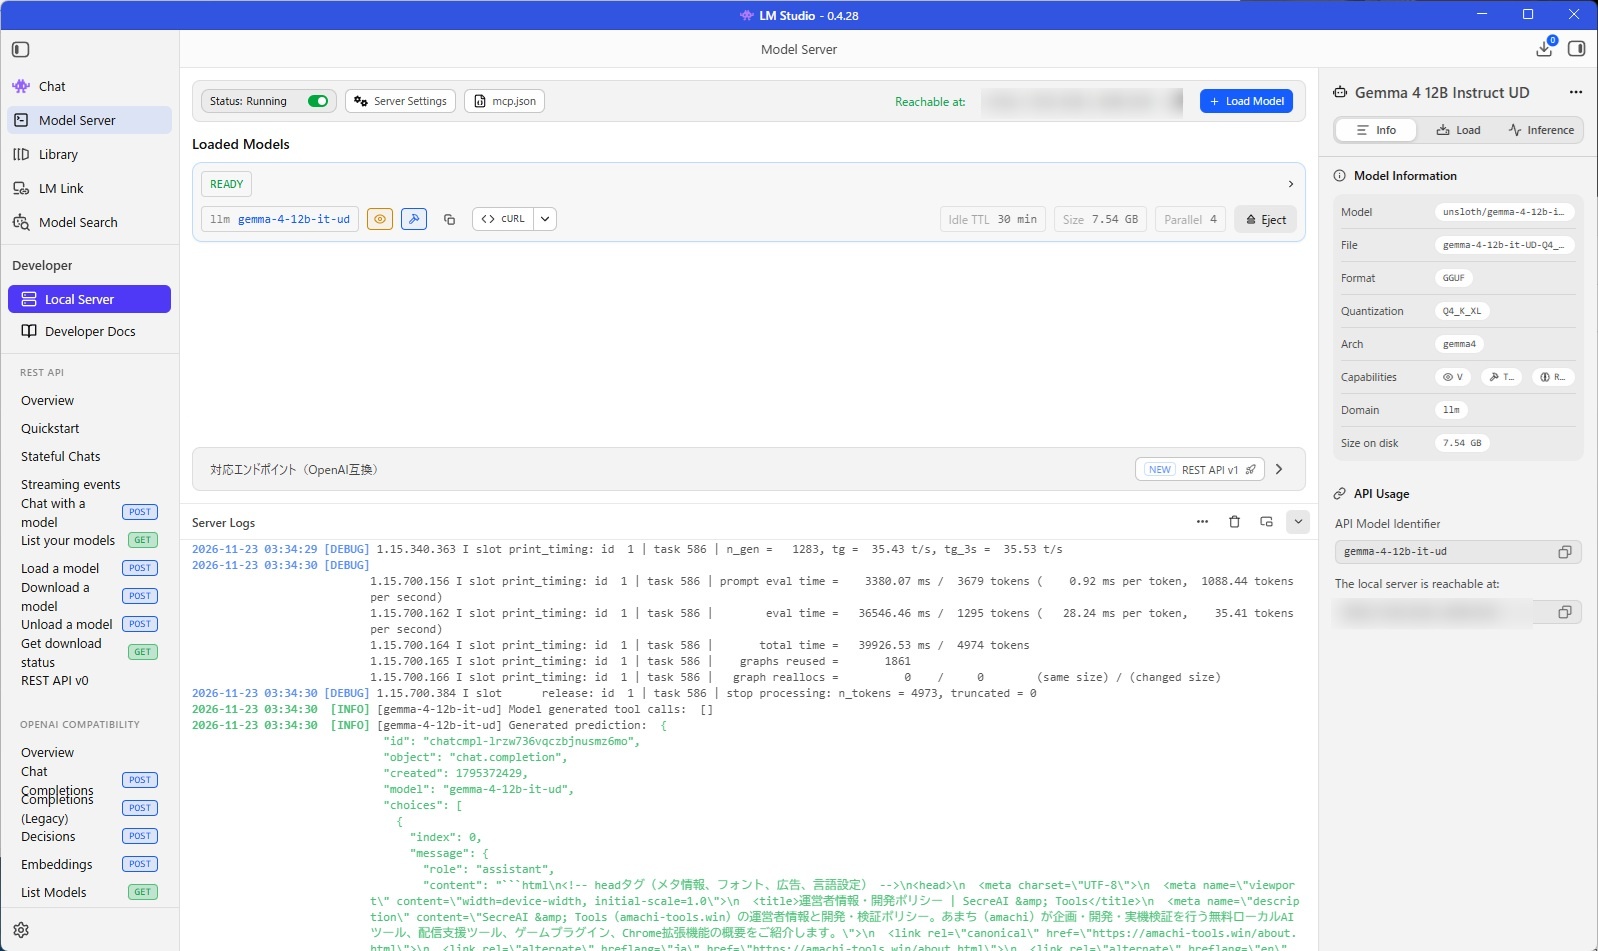 LM Studio - 0.4.28
Model Server
0
Chat
Model Server
Library
LM Link
Model Search
Developer
Local Server
Developer Docs
REST API
Overview
Quickstart
Stateful Chats
Streaming events
Chat with a model POST
List your models GET
Load a model POST
Download a model POST
Unload a model POST
Get download status GET
REST API v0
OPENAI COMPATIBILITY
Overview
Chat Completions POST
Completions (Legacy) POST
Decisions POST
Embeddings POST
List Models GET
Status: Running
Server Settings
mcp.json
Reachable at:
+ Load Model
Loaded Models
READY
llm gemma-4-12b-it-ud
<> cURL
Idle TTL 30 min
Size 7.54 GB
Parallel 4
Eject
対応エンドポイント（OpenAI互換）
NEW REST API v1
Server Logs
2026-11-23 03:34:29 [DEBUG] 1.15.340.363 I slot print_timing: id 1 | task 586 | n_gen = 1283, tg = 35.43 t/s, tg_3s = 35.53 t/s
2026-11-23 03:34:30 [DEBUG]
1.15.700.156 I slot print_timing: id 1 | task 586 | prompt eval time = 3380.07 ms / 3679 tokens ( 0.92 ms per token, 1088.44 tokens
per second)
1.15.700.162 I slot print_timing: id 1 | task 586 | eval time = 36546.46 ms / 1295 tokens ( 28.24 ms per token, 35.41 tokens
per second)
1.15.700.164 I slot print_timing: id 1 | task 586 | total time = 39926.53 ms / 4974 tokens
1.15.700.165 I slot print_timing: id 1 | task 586 | graphs reused = 1861
1.15.700.166 I slot print_timing: id 1 | task 586 | graph reallocs = 0 / 0 (same size) / (changed size)
2026-11-23 03:34:30 [DEBUG] 1.15.700.384 I slot release: id 1 | task 586 | stop processing: n_tokens = 4973, truncated = 0
2026-11-23 03:34:30 [INFO] [gemma-4-12b-it-ud] Model generated tool calls: []
2026-11-23 03:34:30 [INFO] [gemma-4-12b-it-ud] Generated prediction: {
"id": "chatcmpl-lrzw736vqczbjnusmz6mo",
"object": "chat.completion",
"created": 1795372429,
"model": "gemma-4-12b-it-ud",
"choices": [
{
"index": 0,
"message": {
"role": "assistant",
"content": "```html\n<!-- headタグ（メタ情報、フォント、広告、言語設定） -->\n<head>\n <meta charset=\"UTF-8\">\n <meta name=\"viewpor
t\" content=\"width=device-width, initial-scale=1.0\">\n <title>運営者情報・開発ポリシー | SecreAI &amp; Tools</title>\n <meta name=\"descrip
tion\" content=\"SecreAI &amp; Tools（amachi-tools.win）の運営者情報と開発・検証ポリシー。あまち（amachi）が企画・開発・実機検証を行う無料ローカルAI
ツール、配信支援ツール、ゲームプラグイン、Chrome拡張機能の概要をご紹介します。\">\n <link rel=\"canonical\" href=\"https://amachi-tools.win/about.
html\">\n <link rel=\"alternate\" hreflang=\"ja\" href=\"https://amachi-tools.win/about.html\">\n <link rel=\"alternate\" hreflang=\"en\"
Gemma 4 12B Instruct UD
Info
Load
Inference
Model Information
Model unsloth/gemma-4-12b-i…
File gemma-4-12b-it-UD-Q4_…
Format GGUF
Quantization Q4_K_XL
Arch gemma4
Capabilities V T… R…
Domain llm
Size on disk 7.54 GB
API Usage
API Model Identifier
gemma-4-12b-it-ud
The local server is reachable at: